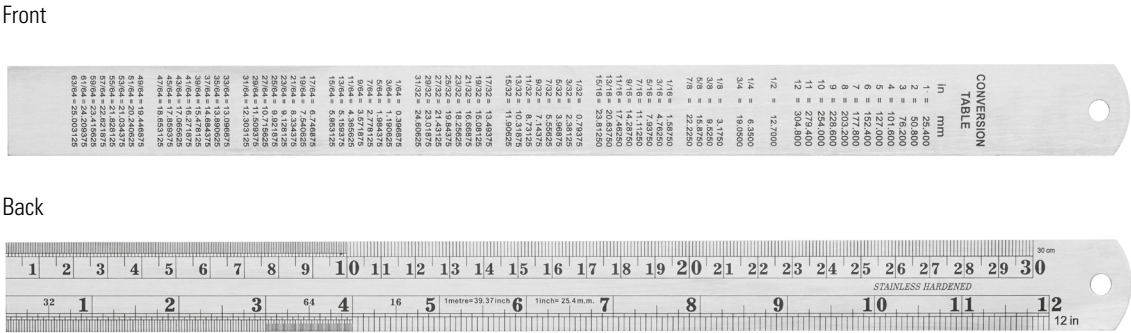 Front
CONVERSION
TABLE
in mm
1 = 25.400
2 = 50.800
3 = 76.200
4 = 101.600
5 = 127.000
6 = 152.400
7 = 177.800
8 = 203.200
9 = 228.600
10 = 254.000
11 = 279.400
12 = 304.800
1/2 = 12.7000
1/4 = 6.3500
3/4 = 19.0500
1/8 = 3.1750
3/8 = 9.5250
5/8 = 15.8750
7/8 = 22.2250
1/16 = 1.58750
3/16 = 4.76250
5/16 = 7.93750
7/16 = 11.11250
9/16 = 14.28750
11/16 = 17.46250
13/16 = 20.63750
15/16 = 23.81250
1/32 = 0.79375
3/32 = 2.38125
5/32 = 3.96875
7/32 = 5.55625
9/32 = 7.14375
11/32 = 8.73125
13/32 = 10.31875
15/32 = 11.90625
17/32 = 13.49375
19/32 = 15.08125
21/32 = 16.66875
23/32 = 18.25625
25/32 = 19.84375
27/32 = 21.43125
29/32 = 23.01875
31/32 = 24.60625
1/64 = 0.396875
3/64 = 1.190625
5/64 = 1.984375
7/64 = 2.778125
9/64 = 3.571875
11/64 = 4.365625
13/64 = 5.159375
15/64 = 5.953125
17/64 = 6.746875
19/64 = 7.540625
21/64 = 8.334375
23/64 = 9.128125
25/64 = 9.921875
27/64 = 10.715625
29/64 = 11.509375
31/64 = 12.303125
33/64 = 13.096875
35/64 = 13.890625
37/64 = 14.684375
39/64 = 15.478125
41/64 = 16.271875
43/64 = 17.065625
45/64 = 17.859375
47/64 = 18.653125
49/64 = 19.446875
51/64 = 20.240625
53/64 = 21.034375
55/64 = 21.828125
57/64 = 22.621875
59/64 = 23.415625
61/64 = 24.209375
63/64 = 25.003125
Back
30 cm
1 2 3 4 5 6 7 8 9 10 11 12 13 14 15 16 17 18 19 20 21 22 23 24 25 26 27 28 29 30
STAINLESS HARDENED
32 1 2 3 64 4 16 5 1metre=39.37inch 6 1inch=25.4m.m. 7 8 9 10 11 12
12 in